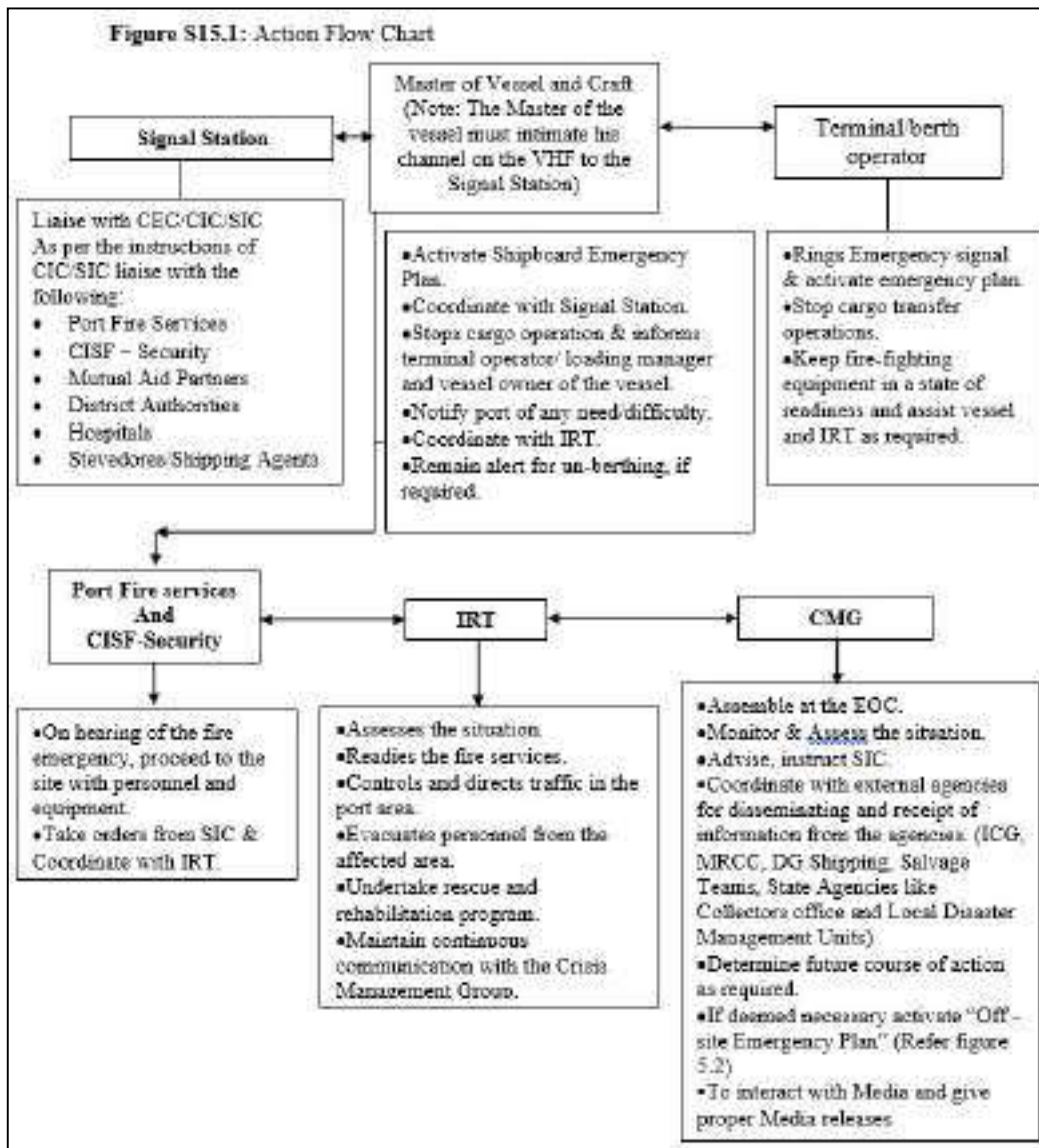 Figure S15.1: Action Flow Chart
Master of Vessel and Craft
(Note: The Master of the
vessel must intimate his
channel on the VHF to the
Signal Station)
Signal Station
Terminal/berth
operator
Liaise with CEC/CIC/SIC
As per the instructions of
CIC/SIC liaise with the
following:
• Port Fire Services
• CISF – Security
• Mutual Aid Partners
• District Authorities
• Hospitals
• Stevedores/Shipping Agents
•Activate Shipboard Emergency
Plan.
•Coordinate with Signal Station.
•Stops cargo operation & informs
terminal operator/ loading manager
and vessel owner of the vessel.
•Notify port of any need/difficulty.
•Coordinate with IRT.
•Remain alert for un-berthing, if
required.
•Rings Emergency signal
& activate emergency plan.
•Stop cargo transfer
operations.
•Keep fire-fighting
equipment in a state of
readiness and assist vessel
and IRT as required.
Port Fire services
And
CISF-Security
IRT
CMG
•On hearing of the fire
emergency, proceed to the
site with personnel and
equipment.
•Take orders from SIC &
Coordinate with IRT.
•Assesses the situation.
•Readies the fire services.
•Controls and directs traffic in the
port area.
•Evacuates personnel from the
affected area.
•Undertake rescue and
rehabilitation program.
•Maintain continuous
communication with the Crisis
Management Group.
•Assemble at the EOC.
•Monitor & Assess the situation.
•Advise, instruct SIC.
•Coordinate with external agencies
for disseminating and receipt of
information from the agencies. (ICG,
MRCC, DG Shipping, Salvage
Teams, State Agencies like
Collectors office and Local Disaster
Management Units)
•Determine future course of action
as required.
•If deemed necessary activate “Off-
site Emergency Plan” (Refer figure
5.2)
•To interact with Media and give
proper Media releases